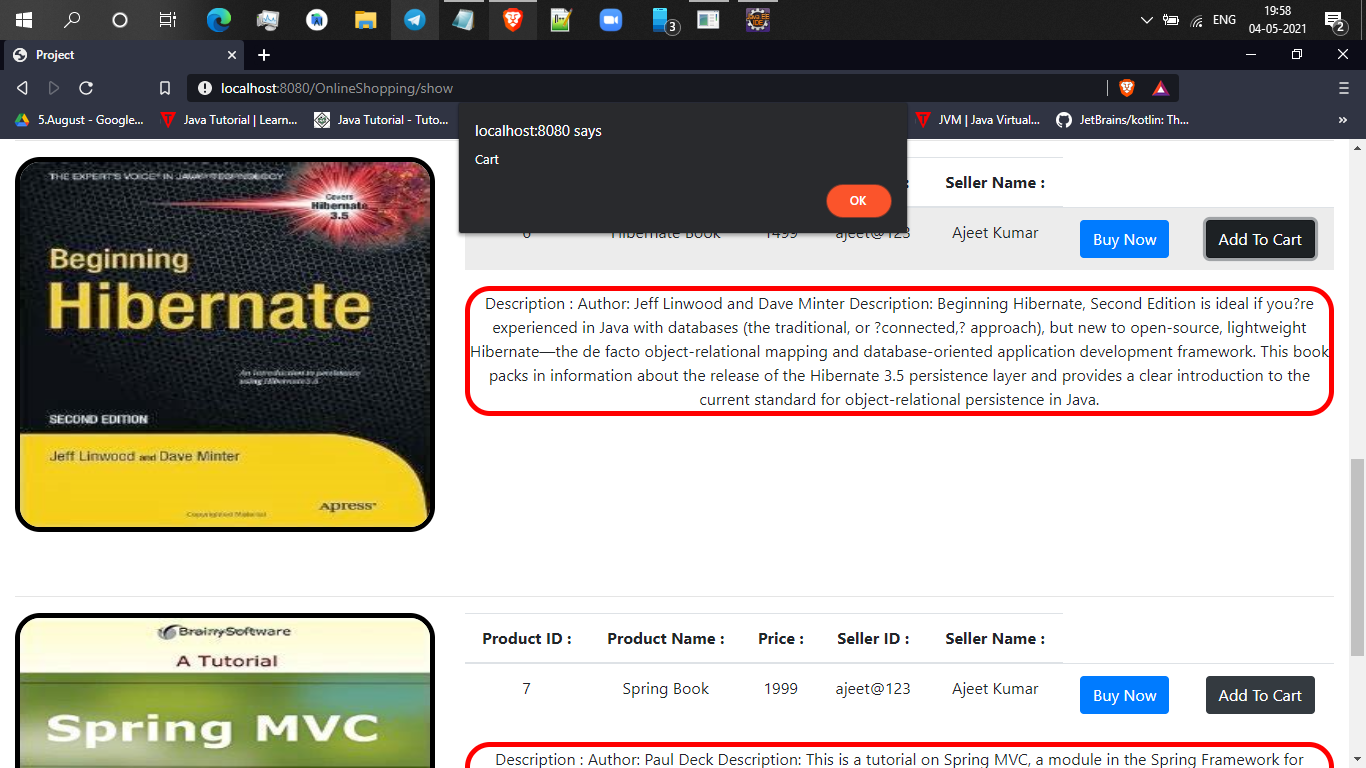 3
ENG
19:58
04-05-2021
2
Project
localhost:8080/OnlineShopping/show
5.August - Google...
Java Tutorial | Learn...
Java Tutorial - Tuto...
JVM | Java Virtual...
JetBrains/kotlin: Th...
»
localhost:8080 says
Cart
OK
THE EXPERT'S VOICE® IN JAVA™ TECHNOLOGY
Covers
Hibernate
3.5
Beginning
Hibernate
An introduction to persistence
using Hibernate 3.5
SECOND EDITION
Jeff Linwood and Dave Minter
Apress®
Copyrighted Material
Seller Name :
6 Hibernate Book 1499 ajeet@123 Ajeet Kumar Buy Now Add To Cart
Description : Author: Jeff Linwood and Dave Minter Description: Beginning Hibernate, Second Edition is ideal if you?re
experienced in Java with databases (the traditional, or ?connected,? approach), but new to open-source, lightweight
Hibernate—the de facto object-relational mapping and database-oriented application development framework. This book
packs in information about the release of the Hibernate 3.5 persistence layer and provides a clear introduction to the
current standard for object-relational persistence in Java.
BrainySoftware
A Tutorial
Spring MVC
Product ID : Product Name : Price : Seller ID : Seller Name :
7 Spring Book 1999 ajeet@123 Ajeet Kumar Buy Now Add To Cart
Description : Author: Paul Deck Description: This is a tutorial on Spring MVC, a module in the Spring Framework for